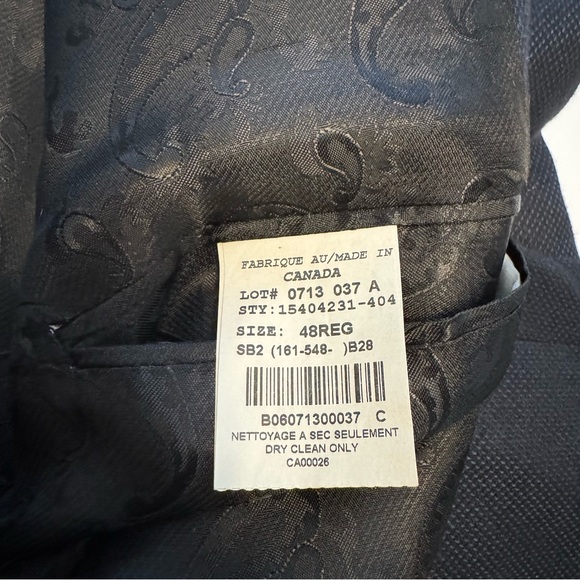 FABRIQUE AU/MADE IN
CANADA
LOT# 0713 037 A
STY:15404231-404
SIZE: 48REG
SB2 (161-548- )B28
B06071300037 C
NETTOYAGE A SEC SEULEMENT
DRY CLEAN ONLY
CA00026